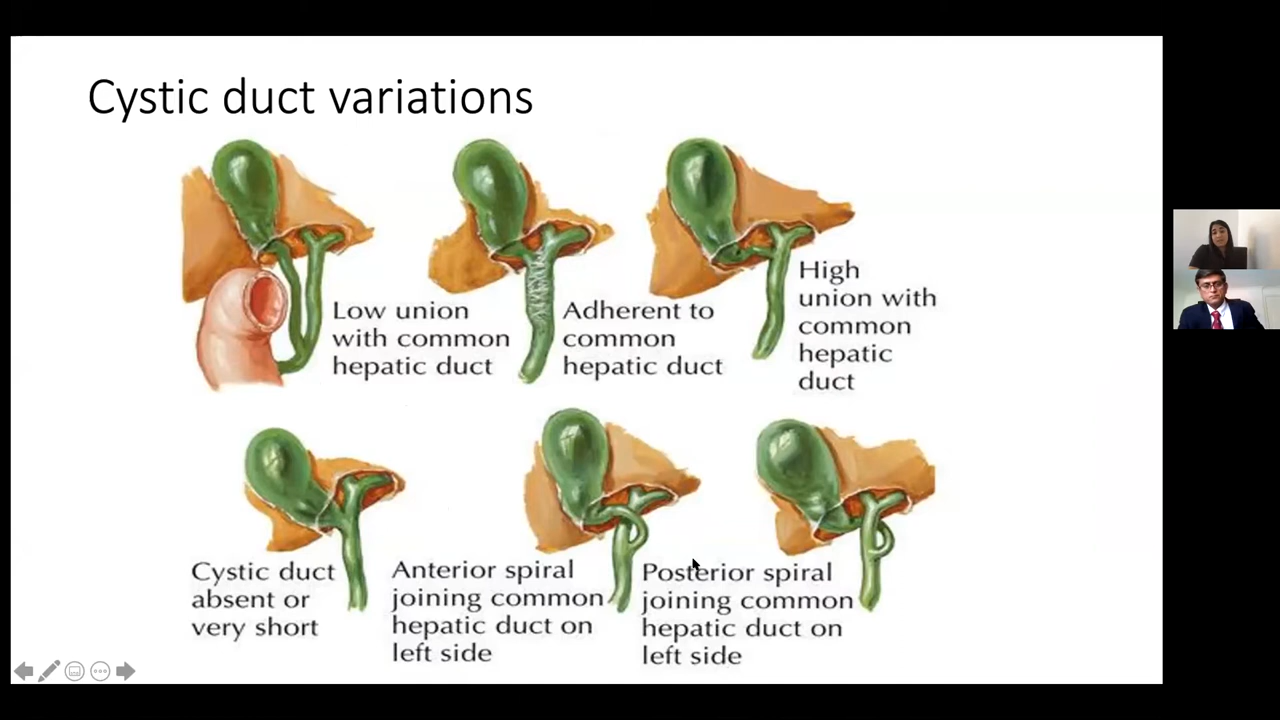 Cystic duct variations
Low union
with common
hepatic duct
Adherent to
common
hepatic duct
High
union with
common
hepatic
duct
Cystic duct
absent or
very short
Anterior spiral
joining common
hepatic duct on
left side
Posterior spiral
joining common
hepatic duct on
left side